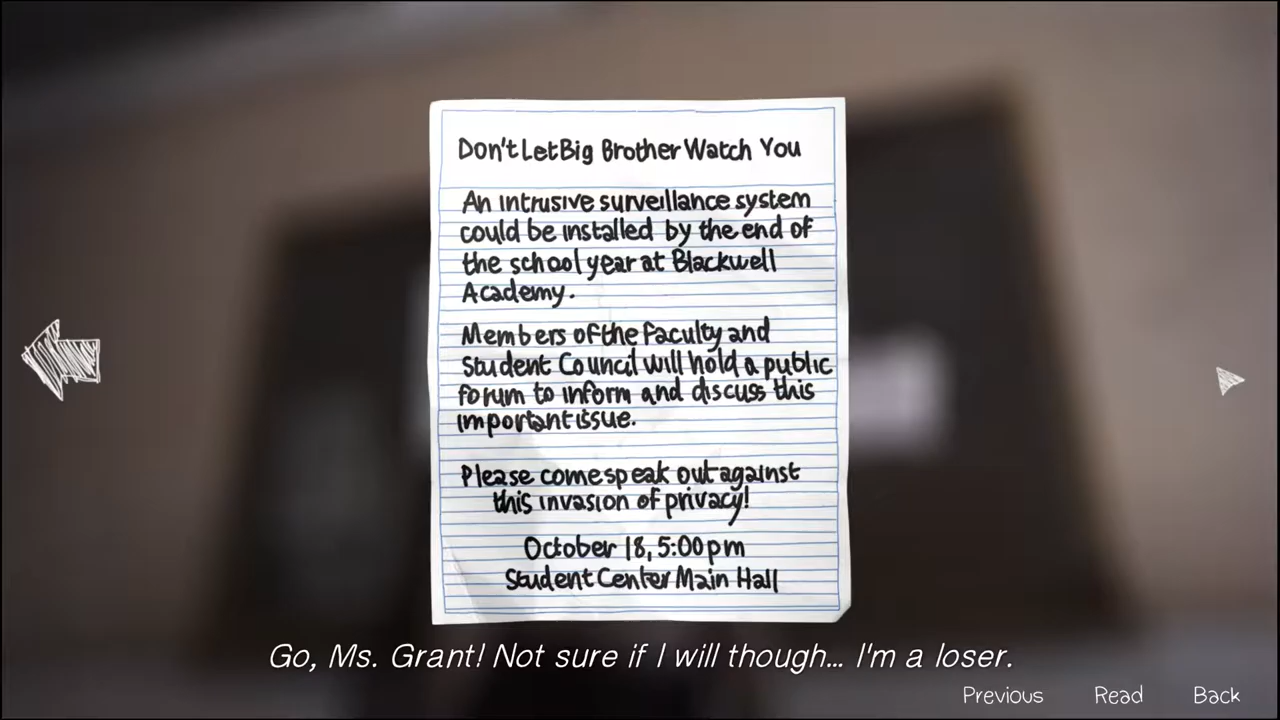 Don't Let Big Brother Watch You
An intrusive surveillance system
could be installed by the end of
the school year at Blackwell
Academy.
Members of the Faculty and
Student Council will hold a public
forum to inform and discuss this
important issue.
Please come speak out against
this invasion of privacy!
October 18, 5:00pm
Student Center Main Hall
Go, Ms. Grant! Not sure if I will though... I'm a loser.
Previous Read Back